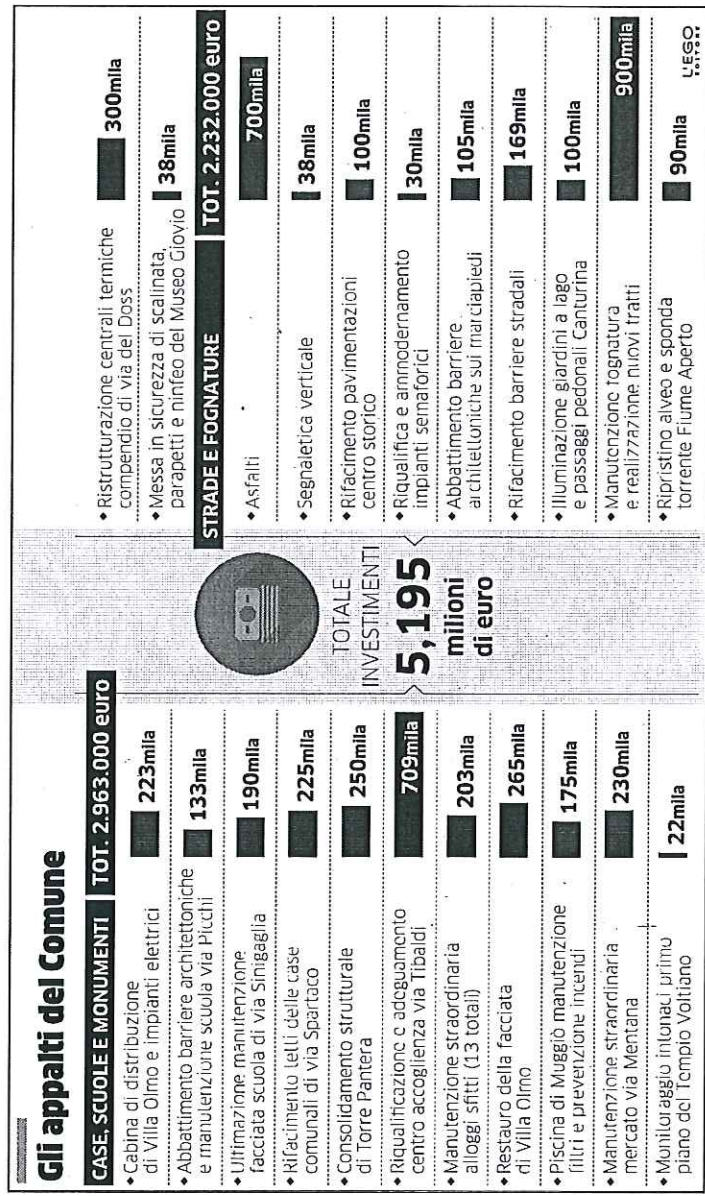 Gli appalti del Comune
CASE, SCUOLE E MONUMENTI TOT. 2.963.000 euro
• Cabina di distribuzione
di Villa Olmo e impianti elettrici 223mila
• Abbattimento barriere architettoniche
e manutenzione scuola via Picchi 133mila
• Ultimazione manutenzione
facciata scuola di via Sinigaglia 190mila
• Rifacimento tetti delle case
comunali di via Spartaco 225mila
• Consolidamento strutturale
di Torre Pantera 250mila
• Riqualificazione e adeguamento
centro accoglienza via Tibaldi 709mila
• Manutenzione straordinaria
alloggi sfitti (13 totali) 203mila
• Restauro della facciata
di Villa Olmo 265mila
• Piscina di Muggiò manutenzione
filtri e prevenzione incendi 175mila
• Manutenzione straordinaria
mercato via Mentana 230mila
• Monitoraggio intonaci primo
piano del Tempio Voltiano 22mila
TOTALE
INVESTIMENTI
5,195
milioni
di euro
• Ristrutturazione centrali termiche
compendio di via del Doss 300mila
• Messa in sicurezza di scalinata,
parapetti e ninfeo del Museo Giovio 38mila
STRADE E FOGNATURE TOT. 2.232.000 euro
• Asfalti 700mila
• Segnaletica verticale 38mila
• Rifacimento pavimentazioni
centro storico 100mila
• Riqualifica e ammodernamento
impianti semaforici 30mila
• Abbattimento barriere
architettoniche sui marciapiedi 105mila
• Rifacimento barriere stradali 169mila
• Illuminazione giardini a lago
e passaggi pedonali Canturina 100mila
• Manutenzione fognatura
e realizzazione nuovi tratti 900mila
• Ripristino alveo e sponda
torrente Fiume Aperto 90mila
L'EGO
EDITORE